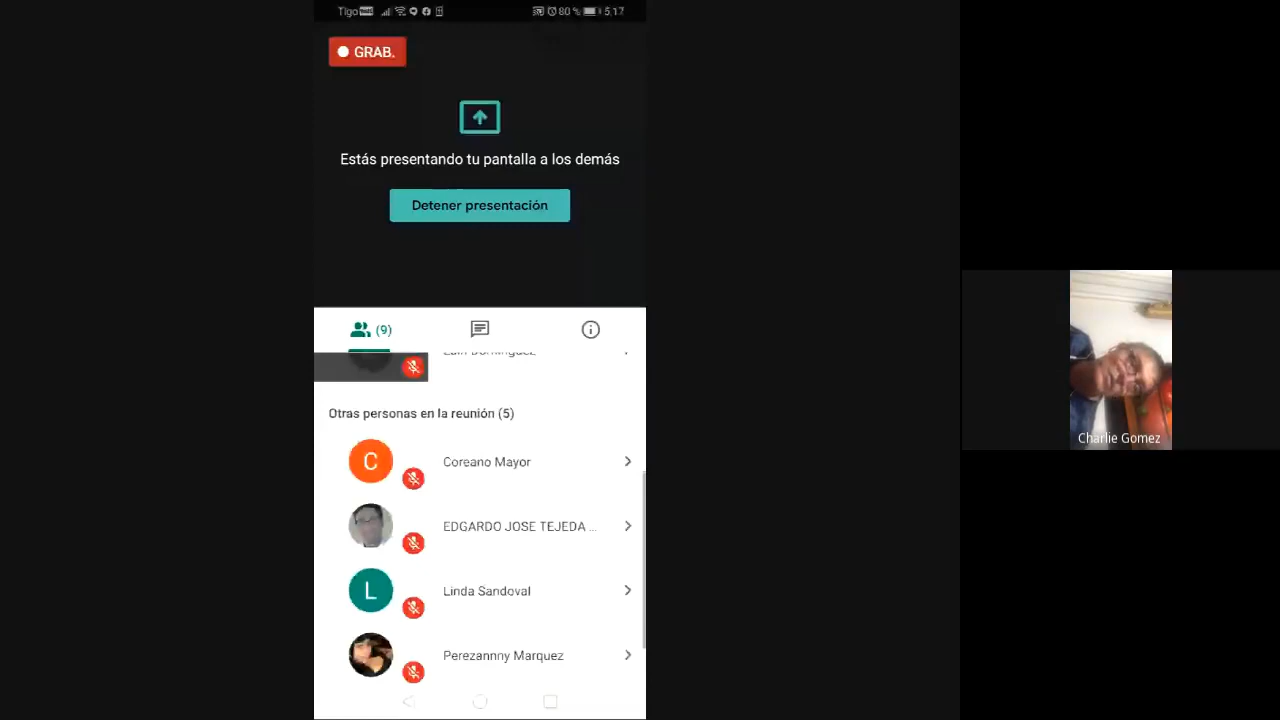 Tigo 80 % 5:17
GRAB.
Estás presentando tu pantalla a los demás
Detener presentación
(9)
Otras personas en la reunión (5)
C Coreano Mayor
EDGARDO JOSE TEJEDA ...
L Linda Sandoval
Perezannny Marquez
Charlie Gomez